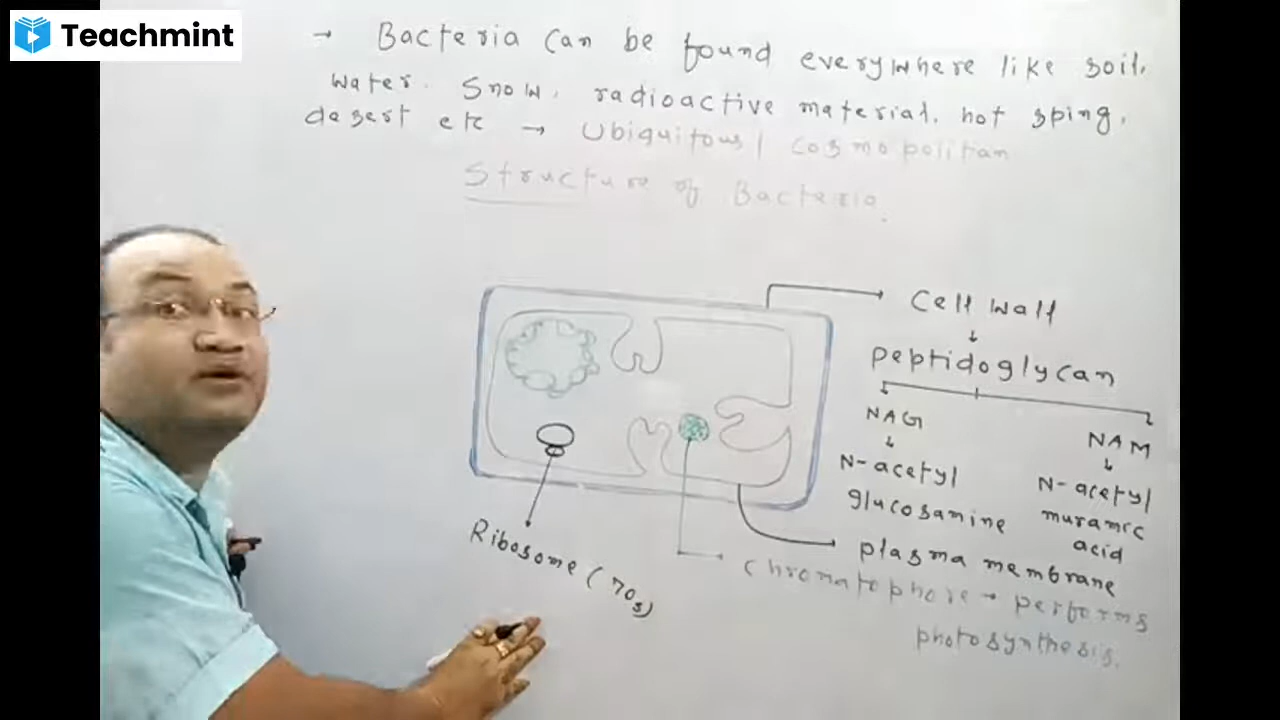 Teachmint
→ Bacteria can be found everywhere like soil,
water, snow, radioactive material, hot sping,
desert etc → Ubiquitous / cosmopolitan
Structure of Bacteria.
Cell wall
↓
peptidoglycan
NAG
NAM
↓
↓
N-acetyl
glucosamine
N-acetyl
muramic
acid
plasma membrane
Ribosome (70s)
chromatophore → performs
photosynthesis.